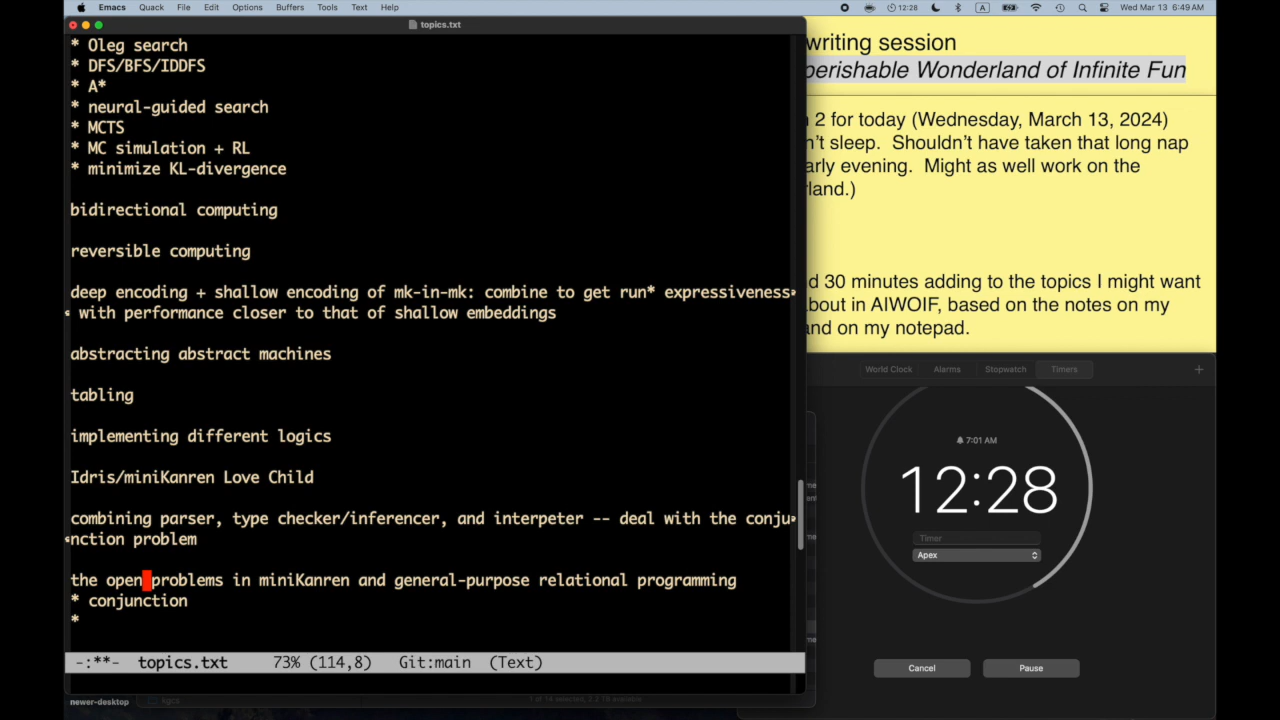 Emacs Quack File Edit Options Buffers Tools Text Help 12:28 A Wed Mar 13 6:49 AM
topics.txt
* Oleg search
* DFS/BFS/IDDFS
* A*
* neural-guided search
* MCTS
* MC simulation + RL
* minimize KL-divergence
bidirectional computing
reversible computing
deep encoding + shallow encoding of mk-in-mk: combine to get run* expressiveness
with performance closer to that of shallow embeddings
abstracting abstract machines
tabling
implementing different logics
Idris/miniKanren Love Child
combining parser, type checker/inferencer, and interpeter -- deal with the conju
nction problem
the open problems in miniKanren and general-purpose relational programming
* conjunction
*
-:**- topics.txt 73% (114,8) Git:main (Text)
newer-desktop
writing session
perishable Wonderland of Infinite Fun
2 for today (Wednesday, March 13, 2024)
't sleep. Shouldn't have taken that long nap
arly evening. Might as well work on the
land.)
d 30 minutes adding to the topics I might want
bout in AIWOIF, based on the notes on my
and on my notepad.
World Clock Alarms Stopwatch Timers +
7:01 AM
12:28
Timer
Apex
Cancel Pause